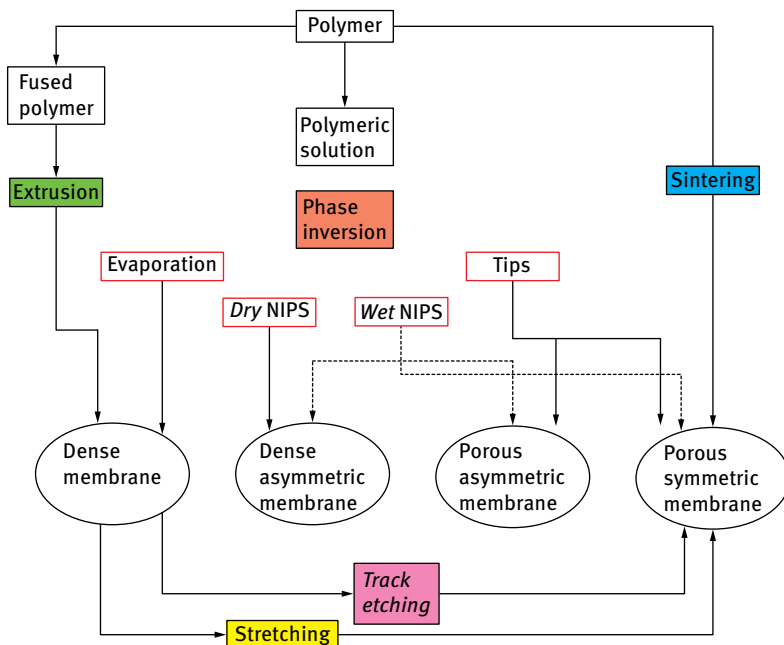 Polymer
Fused
polymer
Polymeric
solution
Extrusion
Sintering
Phase
inversion
Evaporation
Tips
Dry NIPS
Wet NIPS
Dense
membrane
Dense
asymmetric
membrane
Porous
asymmetric
membrane
Porous
symmetric
membrane
Track
etching
Stretching